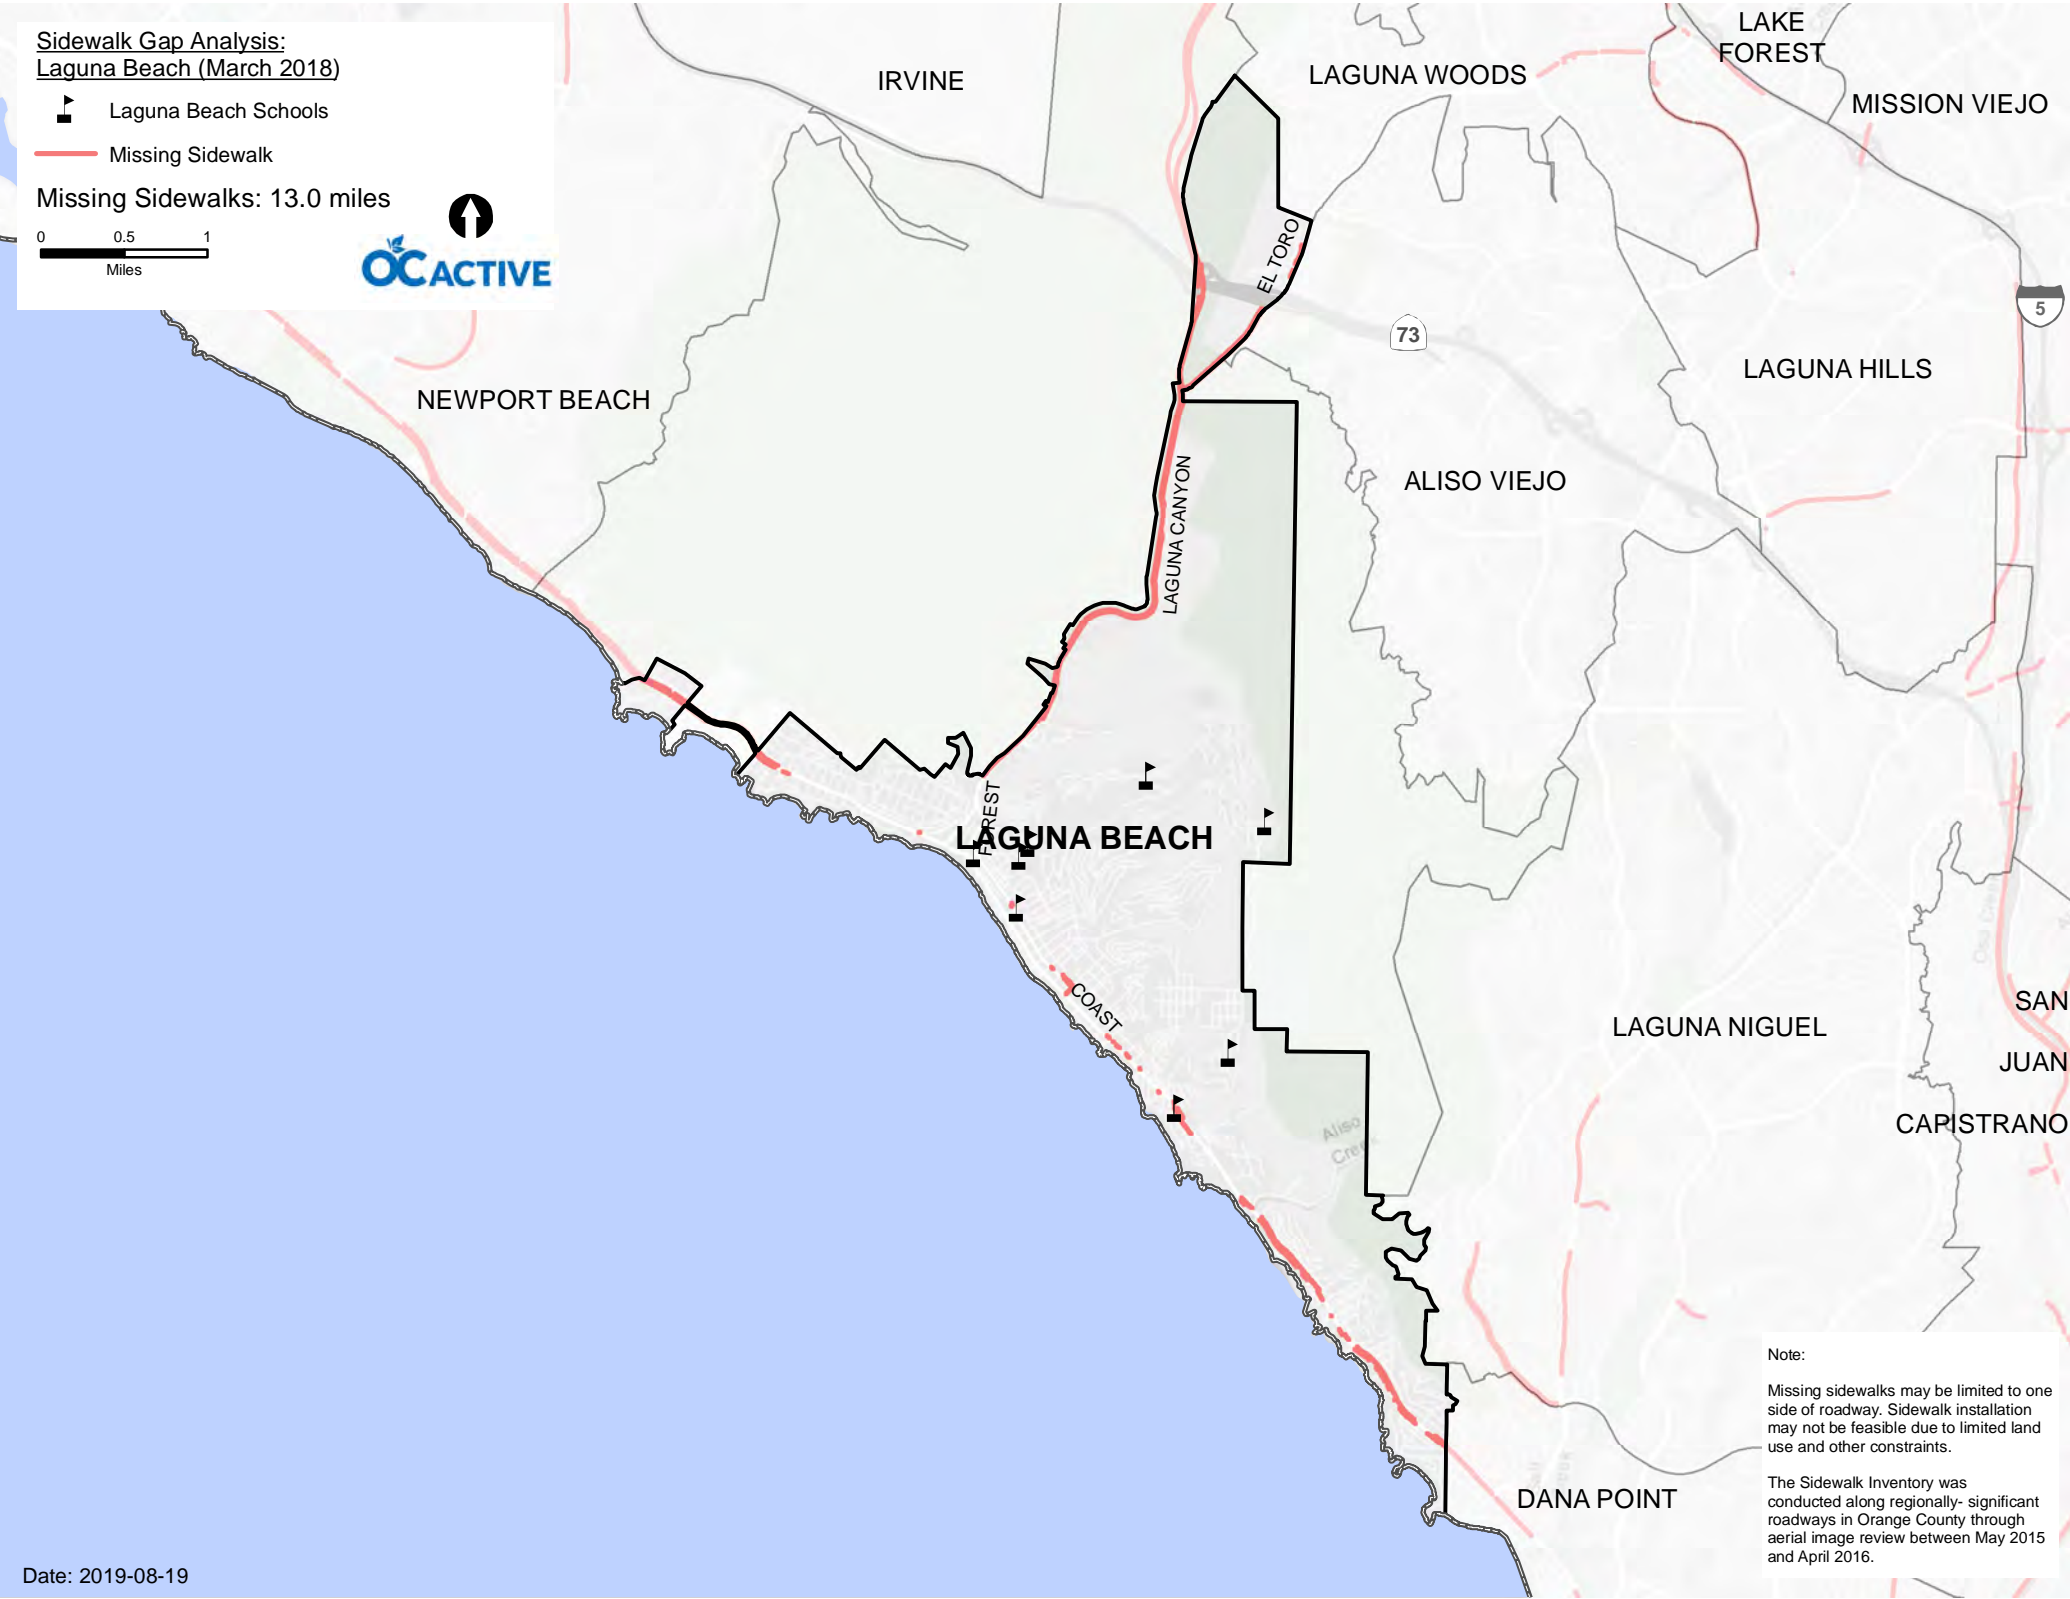 Sidewalk Gap Analysis:
Laguna Beach (March 2018)
Laguna Beach Schools
Missing Sidewalk
Missing Sidewalks: 13.0 miles
0 0.5 1
Miles
OC ACTIVE
IRVINE
LAGUNA WOODS
LAKE
FOREST
MISSION VIEJO
EL TORO
73
5
LAGUNA HILLS
NEWPORT BEACH
ALISO VIEJO
LAGUNA CANYON
FOREST
LAGUNA BEACH
COAST
Aliso
LAGUNA NIGUEL
SAN
JUAN
CAPISTRANO
DANA POINT
Note:
Missing sidewalks may be limited to one
side of roadway. Sidewalk installation
may not be feasible due to limited land
use and other constraints.
The Sidewalk Inventory was
conducted along regionally- significant
roadways in Orange County through
aerial image review between May 2015
and April 2016.
Date: 2019-08-19